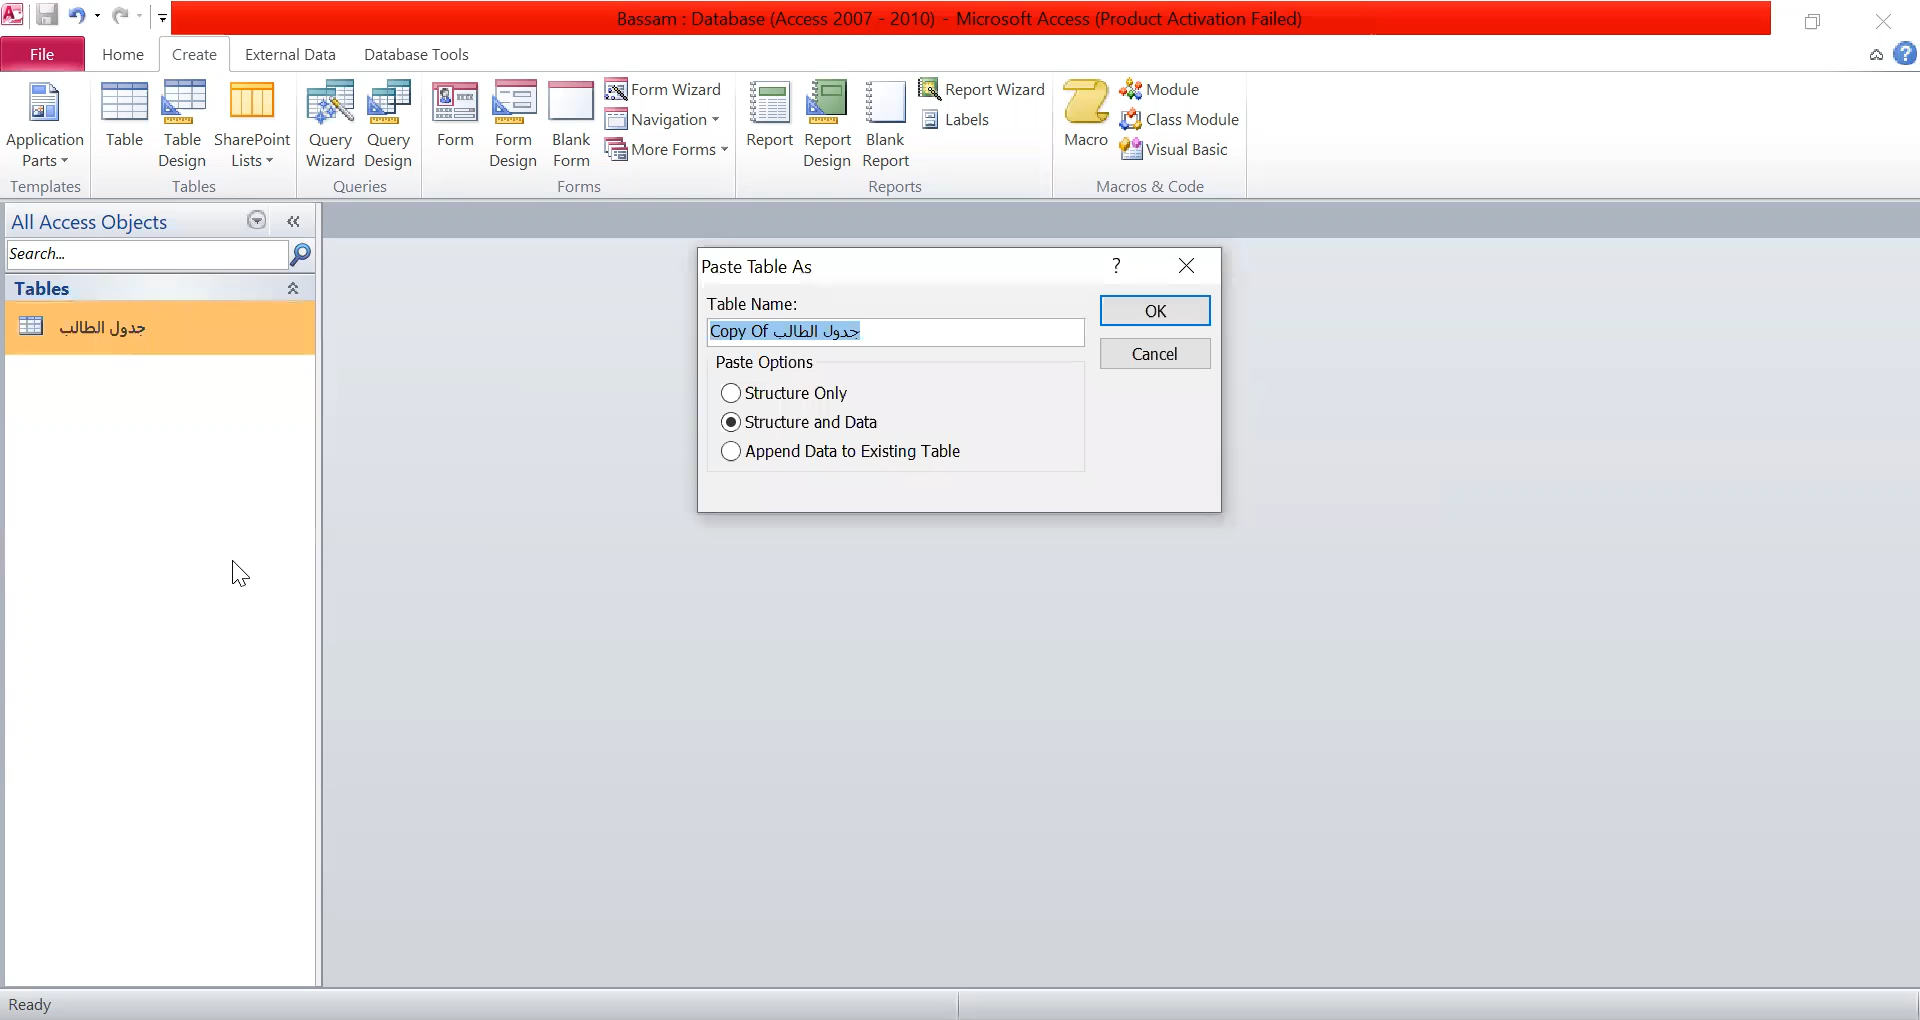 Bassam : Database (Access 2007 - 2010) - Microsoft Access (Product Activation Failed)
File Home Create External Data Database Tools
Application Parts
Table
Table Design
SharePoint Lists
Query Wizard
Query Design
Form
Form Design
Blank Form
Form Wizard
Navigation
More Forms
Report
Report Design
Blank Report
Report Wizard
Labels
Macro
Module
Class Module
Visual Basic
Templates Tables Queries Forms Reports Macros & Code
All Access Objects
Search...
Tables
جدول الطالب
Paste Table As
?
Table Name:
Copy Of جدول الطالب
Paste Options
Structure Only
Structure and Data
Append Data to Existing Table
OK
Cancel
Ready